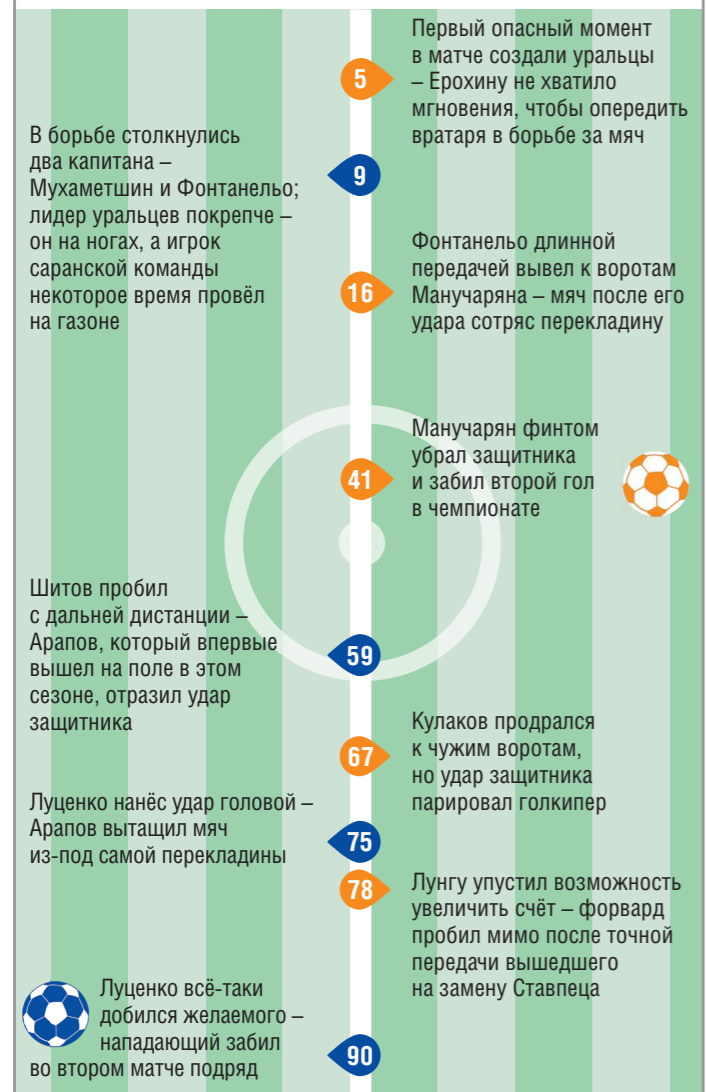 Первый опасный момент
в матче создали уральцы
– Ерохину не хватило
мгновения, чтобы опередить
вратаря в борьбе за мяч
5
В борьбе столкнулись
два капитана –
Мухаметшин и Фонтанельо;
лидер уральцев покрепче –
он на ногах, а игрок
саранской команды
некоторое время провёл
на газоне
9
Фонтанельо длинной
передачей вывел к воротам
Манучаряна – мяч после его
удара сотряс перекладину
16
Манучарян финтом
убрал защитника
и забил второй гол
в чемпионате
41
Шитов пробил
с дальней дистанции –
Арапов, который впервые
вышел на поле в этом
сезоне, отразил удар
защитника
59
Кулаков продрался
к чужим воротам,
но удар защитника
парировал голкипер
67
Луценко нанёс удар головой –
Арапов вытащил мяч
из-под самой перекладины
75
78
Лунгу упустил возможность
увеличить счёт – форвард
пробил мимо после точной
передачи вышедшего
на замену Ставпеца
Луценко всё-таки
добился желаемого –
нападающий забил
во втором матче подряд
90